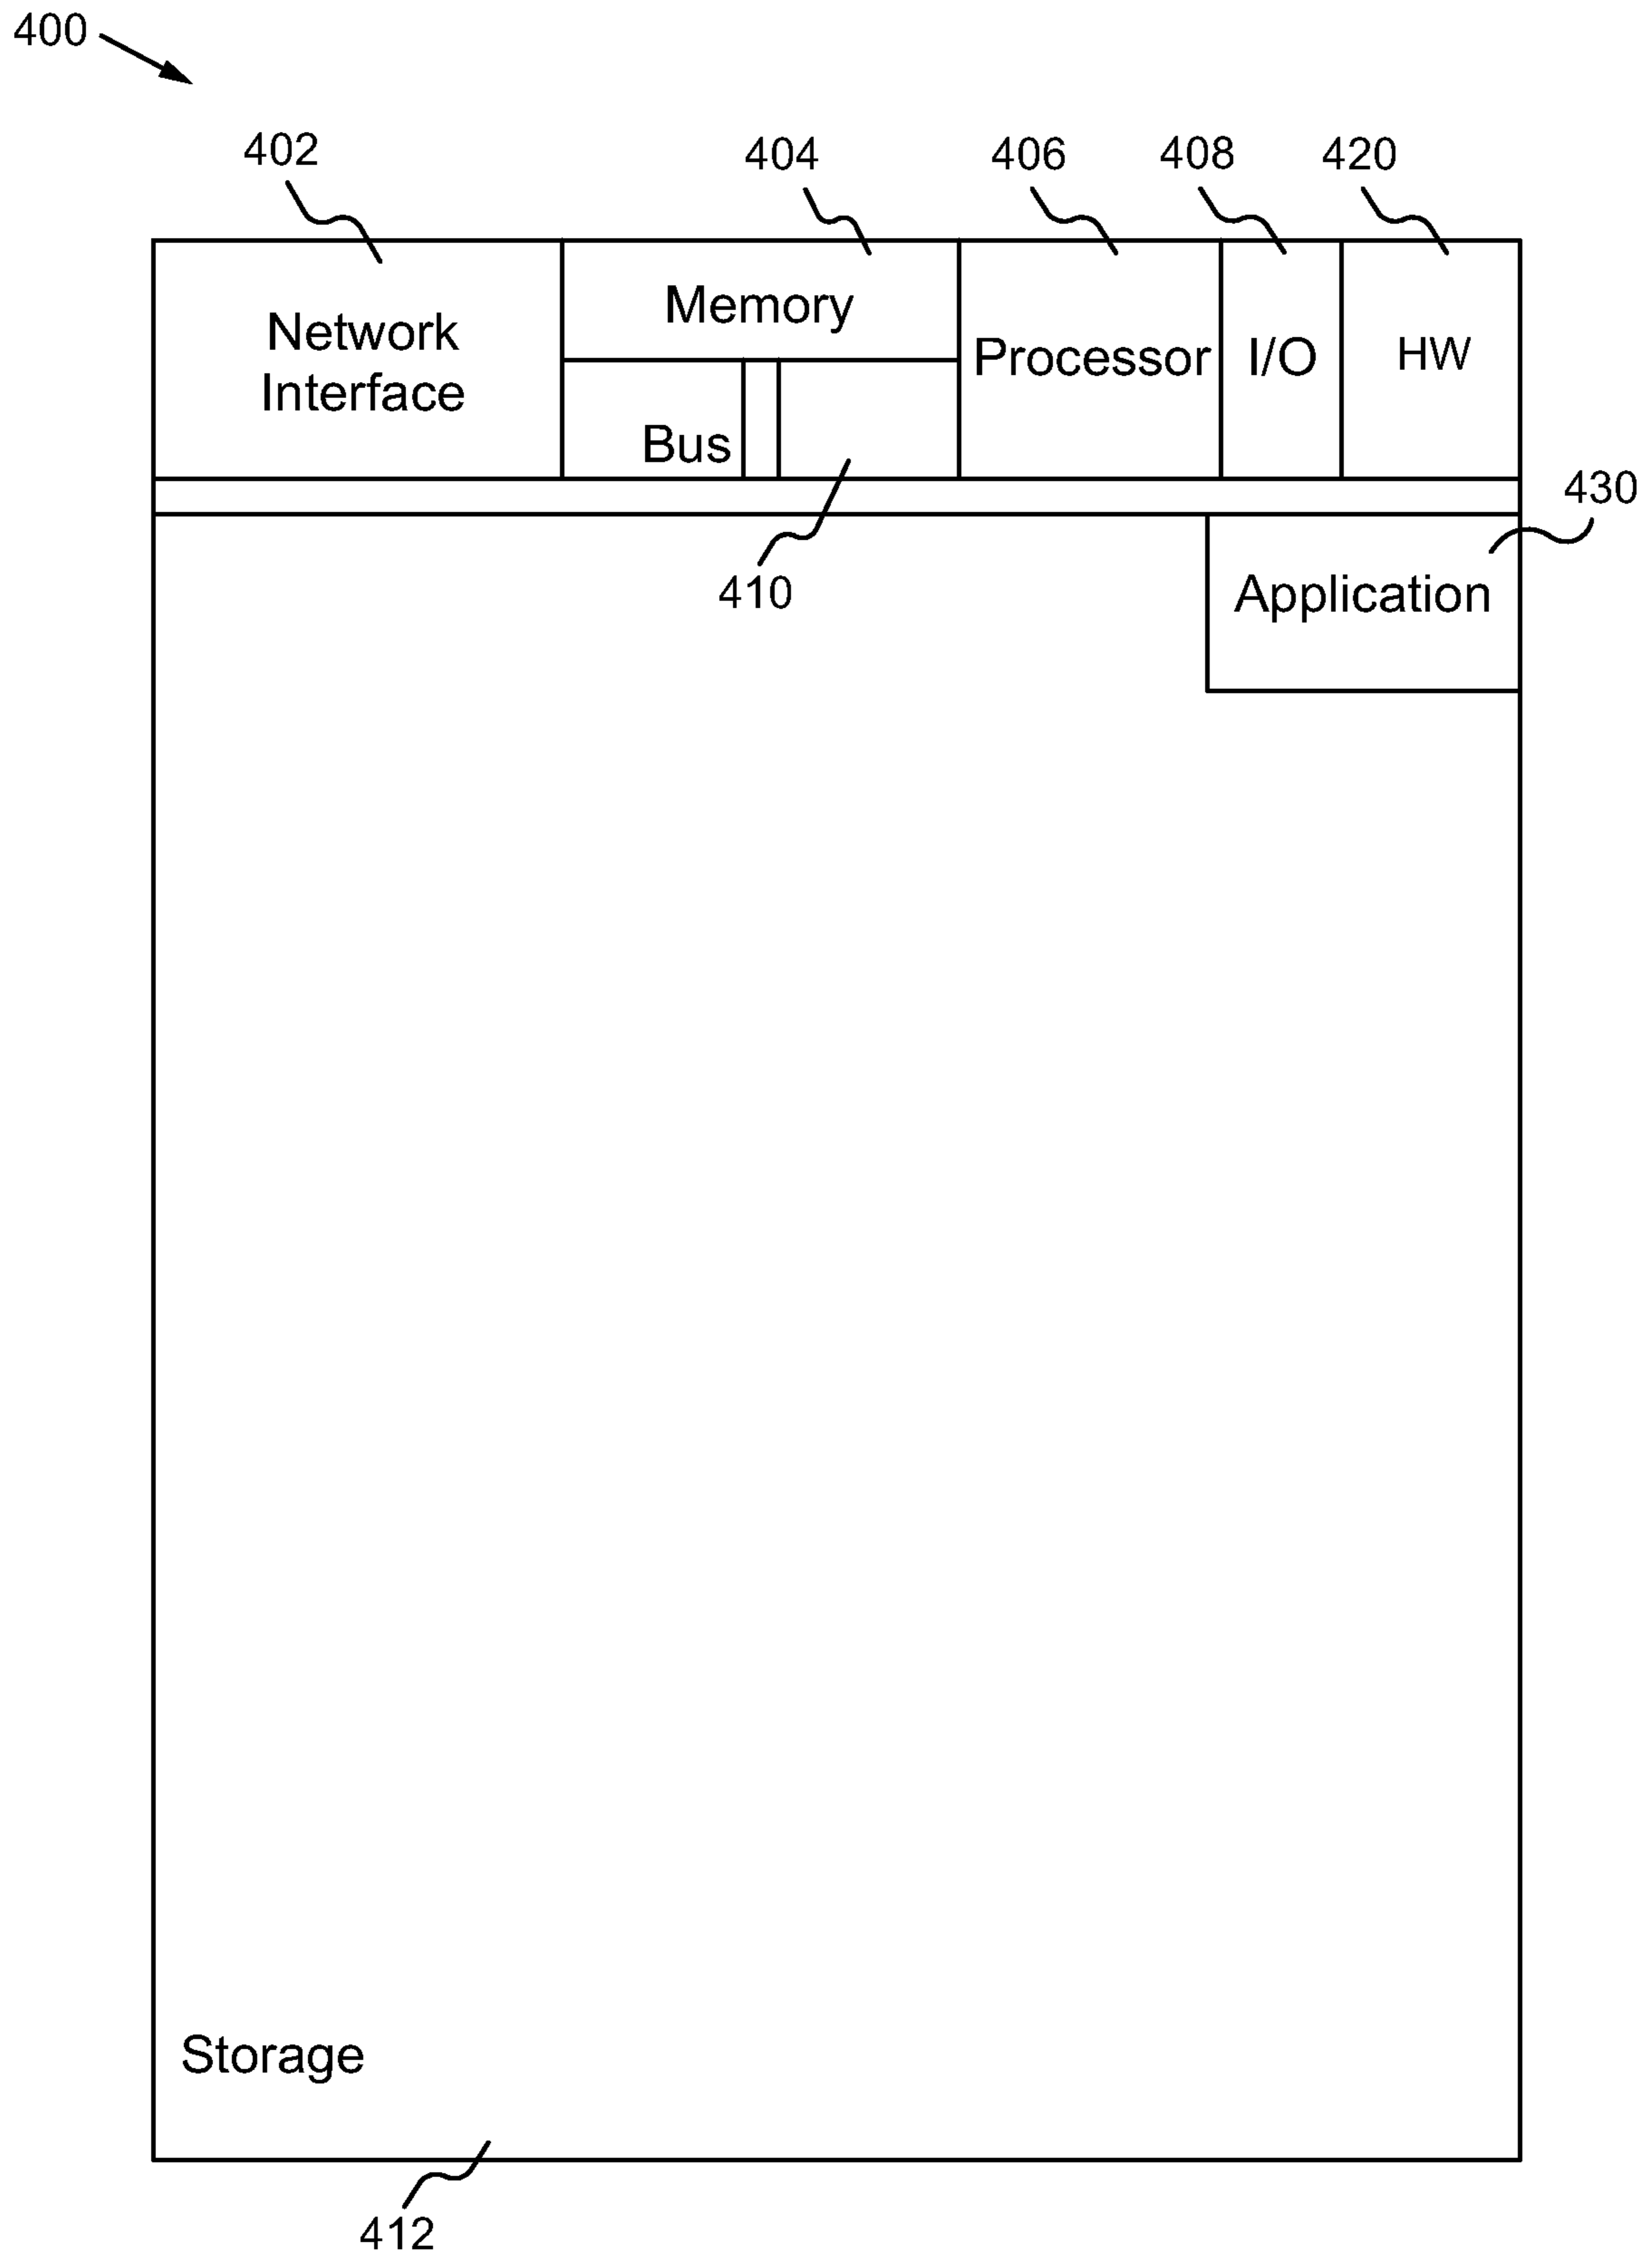 400
402
404
406
408
420
Network
Interface
Memory
Bus
Processor
I/O
HW
430
410
Application
Storage
412